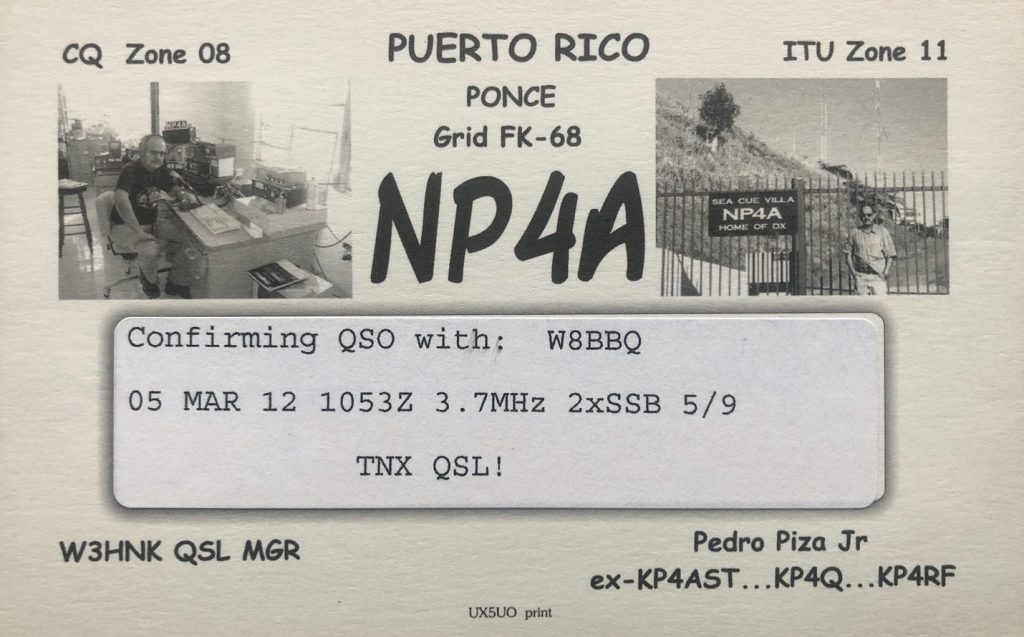 CQ Zone 08
PUERTO RICO
ITU Zone 11
PONCE
Grid FK-68
NP4A
NP4A
SEA CUE VILLA
NP4A
HOME OF DX
Confirming QSO with: W8BBQ
05 MAR 12 1053Z 3.7MHz 2xSSB 5/9
TNX QSL!
W3HNK QSL MGR
Pedro Piza Jr
ex-KP4AST...KP4Q...KP4RF
UX5UO print